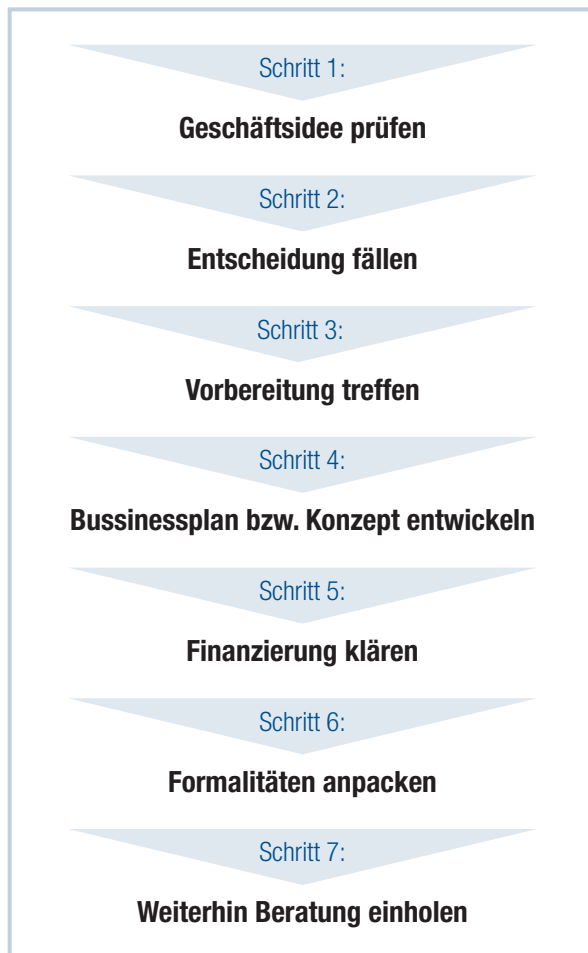 Schritt 1:
Geschäftsidee prüfen
Schritt 2:
Entscheidung fällen
Schritt 3:
Vorbereitung treffen
Schritt 4:
Bussinessplan bzw. Konzept entwickeln
Schritt 5:
Finanzierung klären
Schritt 6:
Formalitäten anpacken
Schritt 7:
Weiterhin Beratung einholen